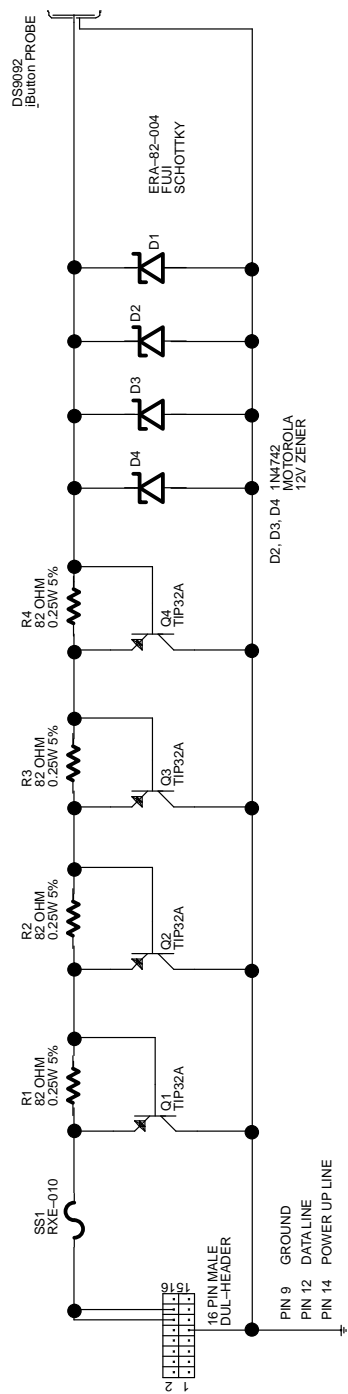 DS9092
iButton PROBE
ERA–82–004
FUJI
SCHOTTKY
D1
D2
D3
D4
D2, D3, D4 1N4742
MOTOROLA
12V ZENER
R4
82 OHM
0.25W 5%
Q4
TIP32A
R3
82 OHM
0.25W 5%
Q3
TIP32A
R2
82 OHM
0.25W 5%
Q2
TIP32A
R1
82 OHM
0.25W 5%
Q1
TIP32A
SS1
RXE–010
16 PIN MALE
DUL–HEADER
1516
2
1
PIN 9 GROUND
PIN 12 DATA LINE
PIN 14 POWER UP LINE